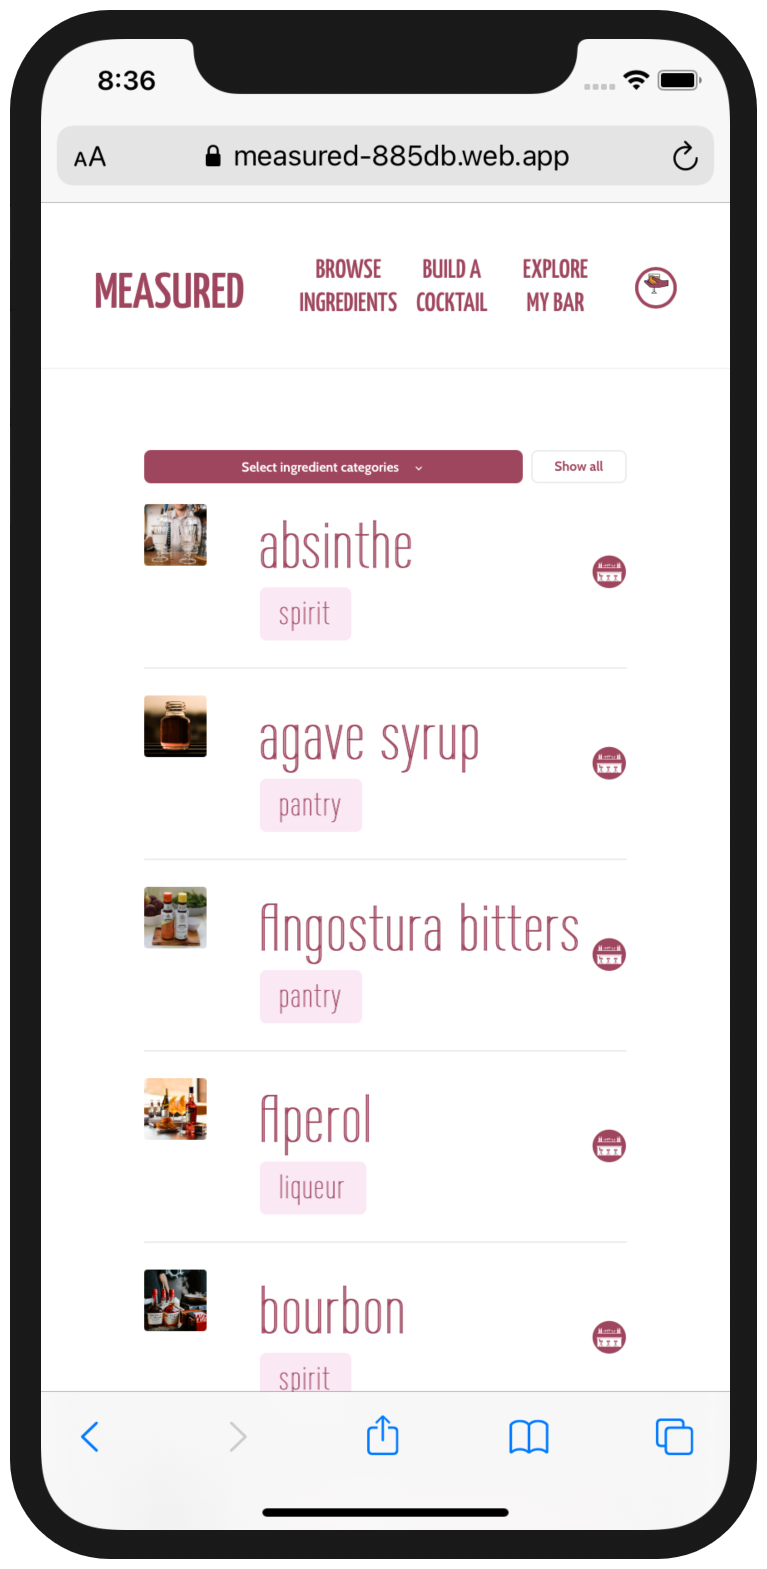 8:36
AA
measured-885db.web.app
MEASURED
BROWSE
INGREDIENTS
BUILD A
COCKTAIL
EXPLORE
MY BAR
Select ingredient categories
Show all
absinthe
spirit
agave syrup
pantry
Angostura bitters
pantry
Aperol
liqueur
bourbon
spirit